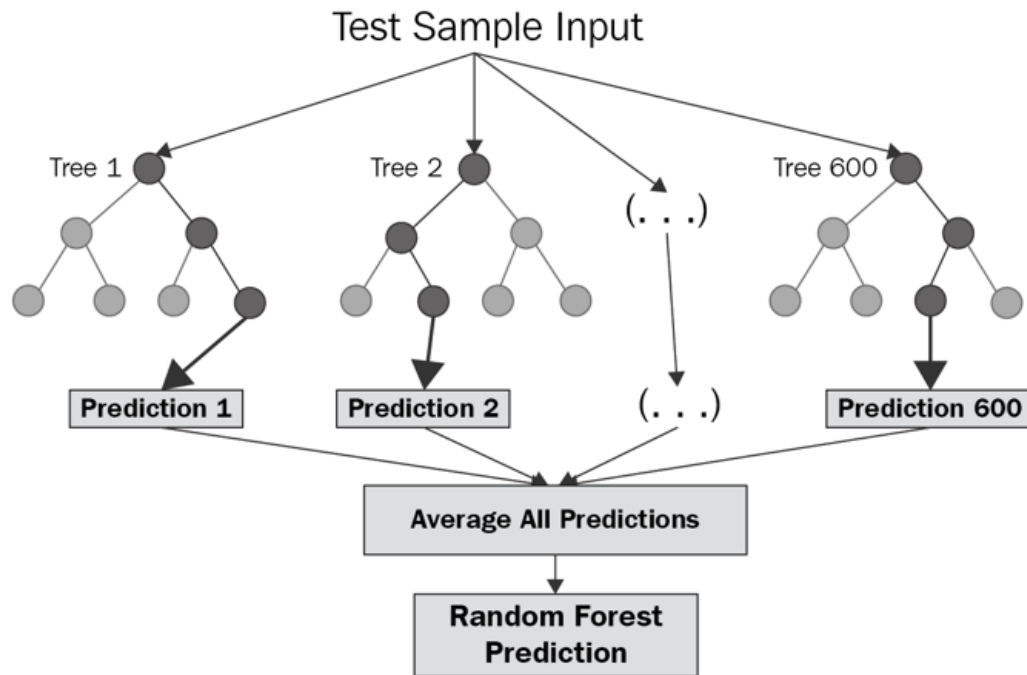 Test Sample Input
Tree 1
Tree 2
Tree 600
(. . .)
Prediction 1
Prediction 2
(. . .)
Prediction 600
Average All Predictions
Random Forest
Prediction